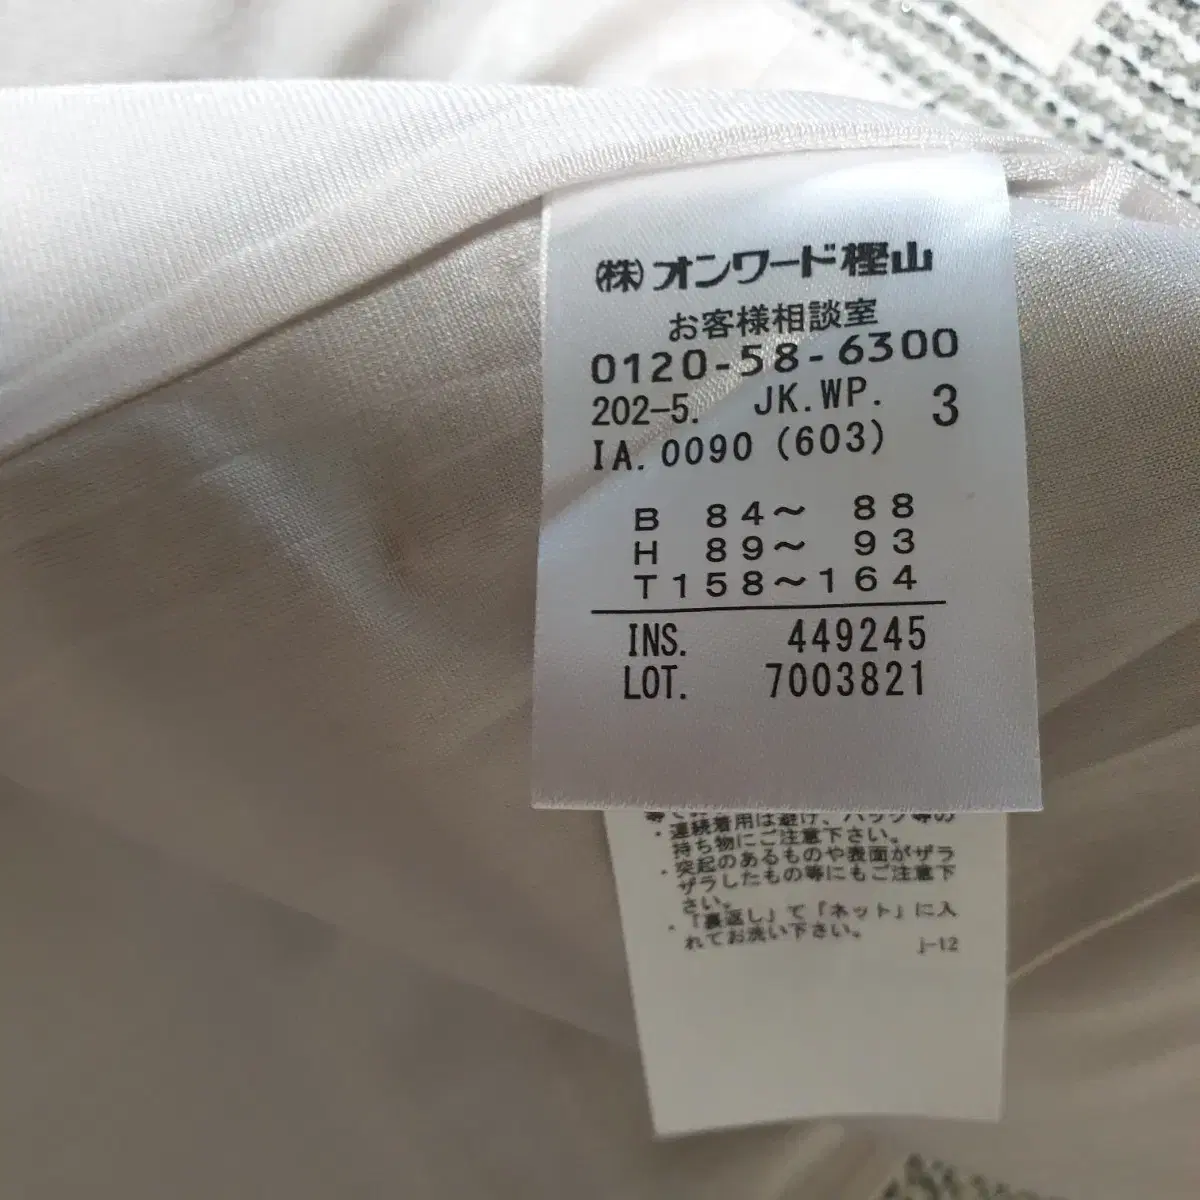 ㈱オンワード樫山
お客様相談室
0120-58-6300
202-5. JK.WP. 3
IA.0090 (603)
B 84～ 88
H 89～ 93
T158～164
INS. 449245
LOT. 7003821
・連続着用は避け、バッグ等の
持ち物にご注意下さい。
・突起のあるものや表面がザラ
ザラしたもの等にもご注意下
さい。
・「裏返し」て「ネット」に入
れてお洗い下さい。
j-12